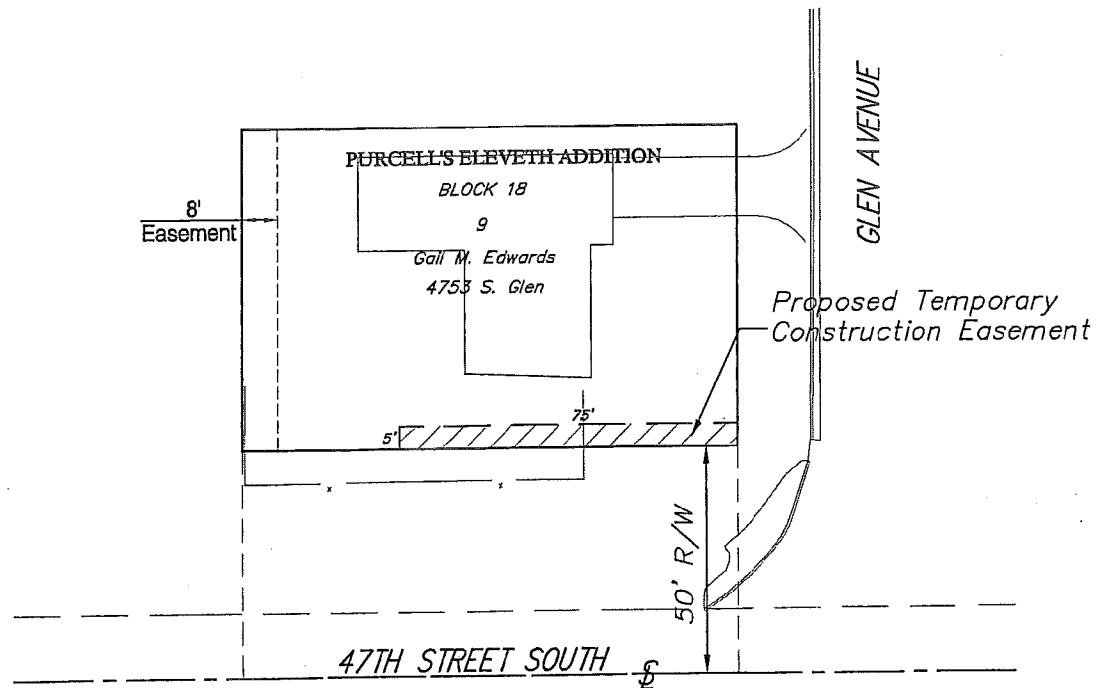 PURCELL'S ELEVETH ADDITION
BLOCK 18
9
Gail M. Edwards
4753 S. Glen
8'
Easement
GLEN AVENUE
Proposed Temporary
Construction Easement
75'
5'
50' R/W
47TH STREET SOUTH